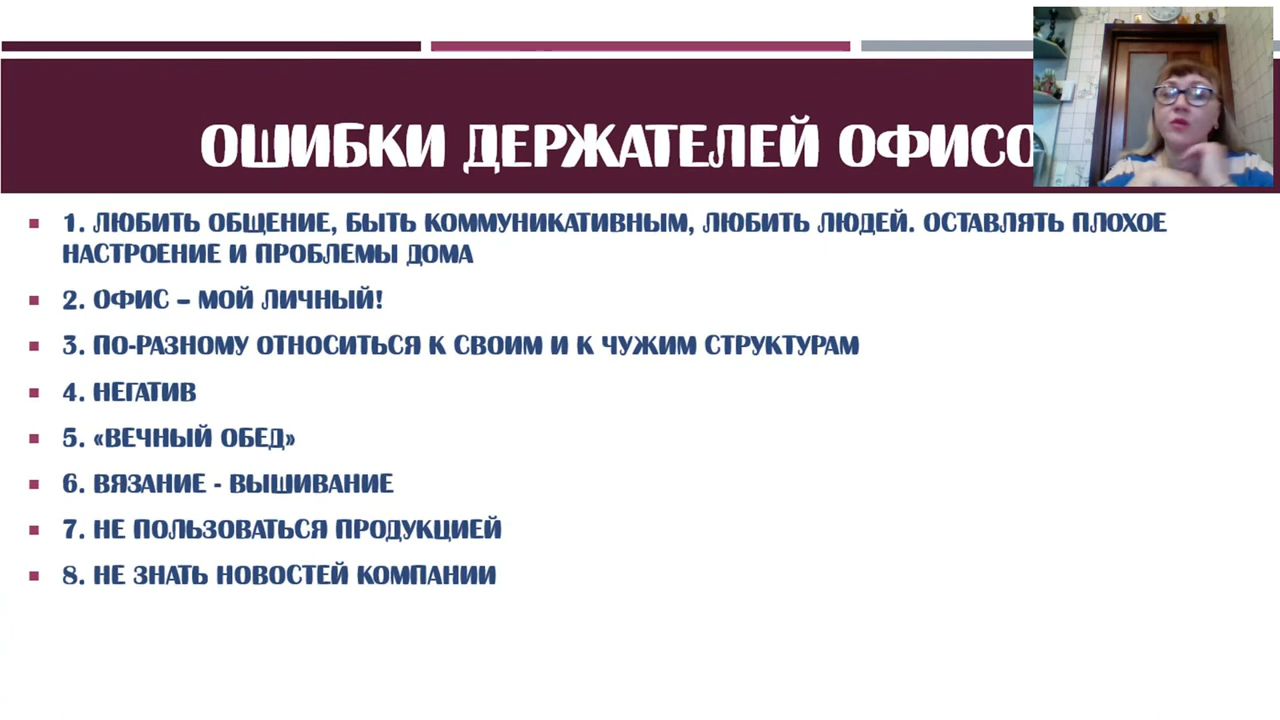 ОШИБКИ ДЕРЖАТЕЛЕЙ ОФИСО
1. ЛЮБИТЬ ОБЩЕНИЕ, БЫТЬ КОММУНИКАТИВНЫМ, ЛЮБИТЬ ЛЮДЕЙ. ОСТАВЛЯТЬ ПЛОХОЕ
НАСТРОЕНИЕ И ПРОБЛЕМЫ ДОМА
2. ОФИС – МОЙ ЛИЧНЫЙ!
3. ПО-РАЗНОМУ ОТНОСИТЬСЯ К СВОИМ И К ЧУЖИМ СТРУКТУРАМ
4. НЕГАТИВ
5. «ВЕЧНЫЙ ОБЕД»
6. ВЯЗАНИЕ - ВЫШИВАНИЕ
7. НЕ ПОЛЬЗОВАТЬСЯ ПРОДУКЦИЕЙ
8. НЕ ЗНАТЬ НОВОСТЕЙ КОМПАНИИ